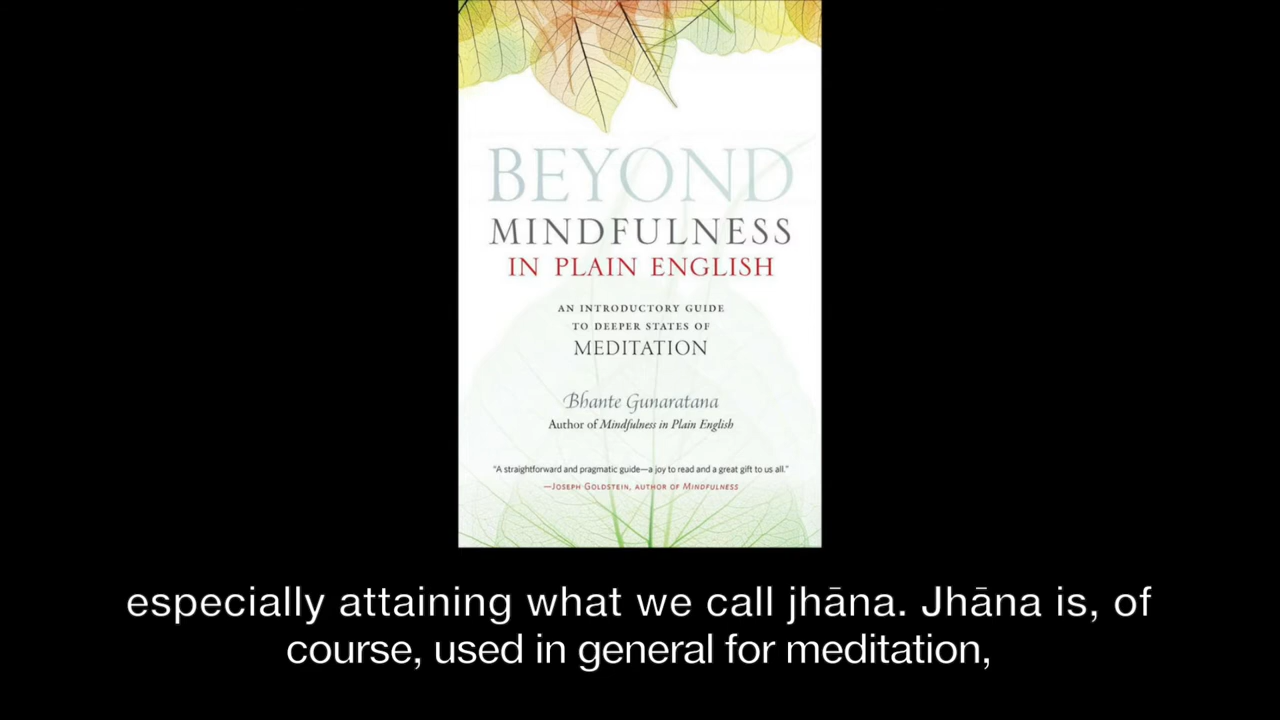 BEYOND
MINDFULNESS
IN PLAIN ENGLISH
AN INTRODUCTORY GUIDE
TO DEEPER STATES OF
MEDITATION
Bhante Gunaratana
Author of Mindfulness in Plain English
"A straightforward and pragmatic guide—a joy to read and a great gift to us all."
—JOSEPH GOLDSTEIN, AUTHOR OF MINDFULNESS
especially attaining what we call jhāna. Jhāna is, of
course, used in general for meditation,